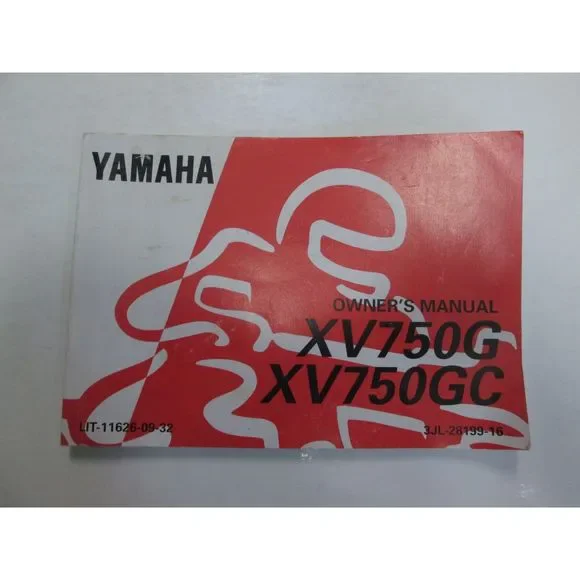 YAMAHA
OWNER'S MANUAL
XV750G
XV750GC
LIT-11626-09-32
3JL-28199-16